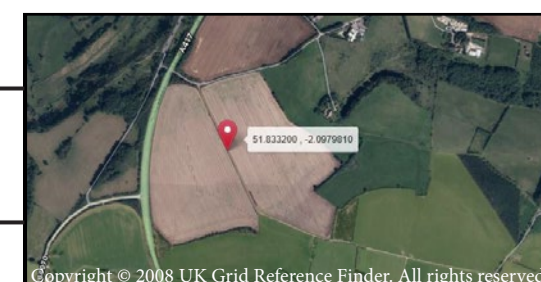 A417
51.833200 , -2.0979810
Copyright © 2008 UK Grid Reference Finder. All rights reserved